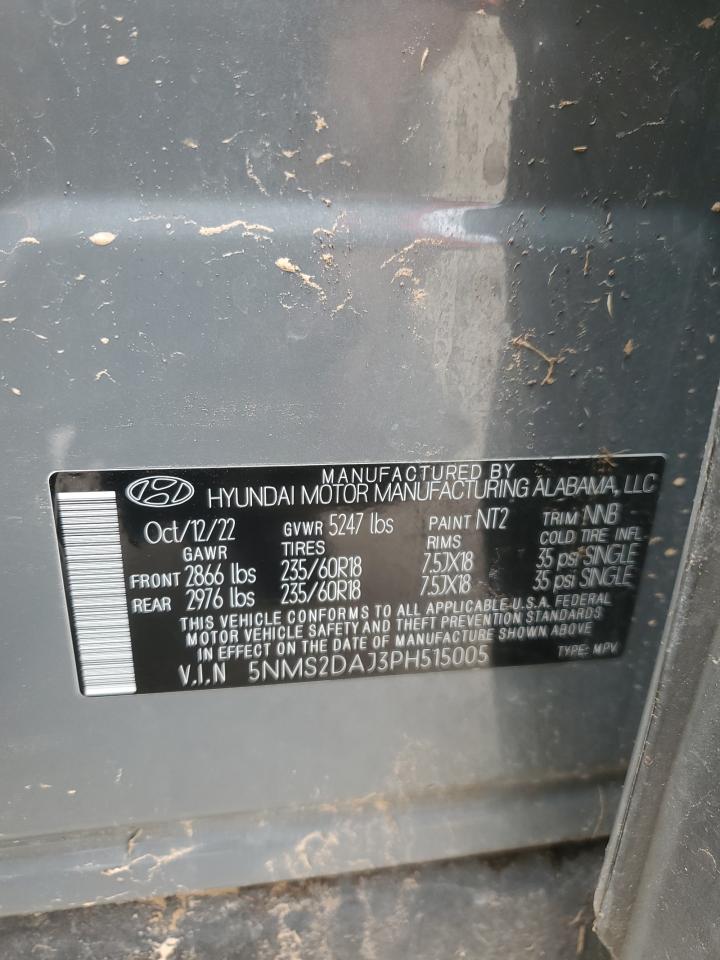 MANUFACTURED BY
HYUNDAI MOTOR MANUFACTURING ALABAMA, LLC
Oct/12/22 GVWR 5247 lbs PAINT NT2 TRIM NNB
GAWR TIRES RIMS COLD TIRE INFL.
FRONT 2866 lbs 235/60R18 7.5JX18 35 psi SINGLE
REAR 2976 lbs 235/60R18 7.5JX18 35 psi SINGLE
THIS VEHICLE CONFORMS TO ALL APPLICABLE-U.S.A. FEDERAL
MOTOR VEHICLE SAFETY AND THEFT PREVENTION STANDARDS
IN EFFECT ON THE DATE OF MANUFACTURE SHOWN ABOVE
V.I.N 5NMS2DAJ3PH515005 TYPE: MPV